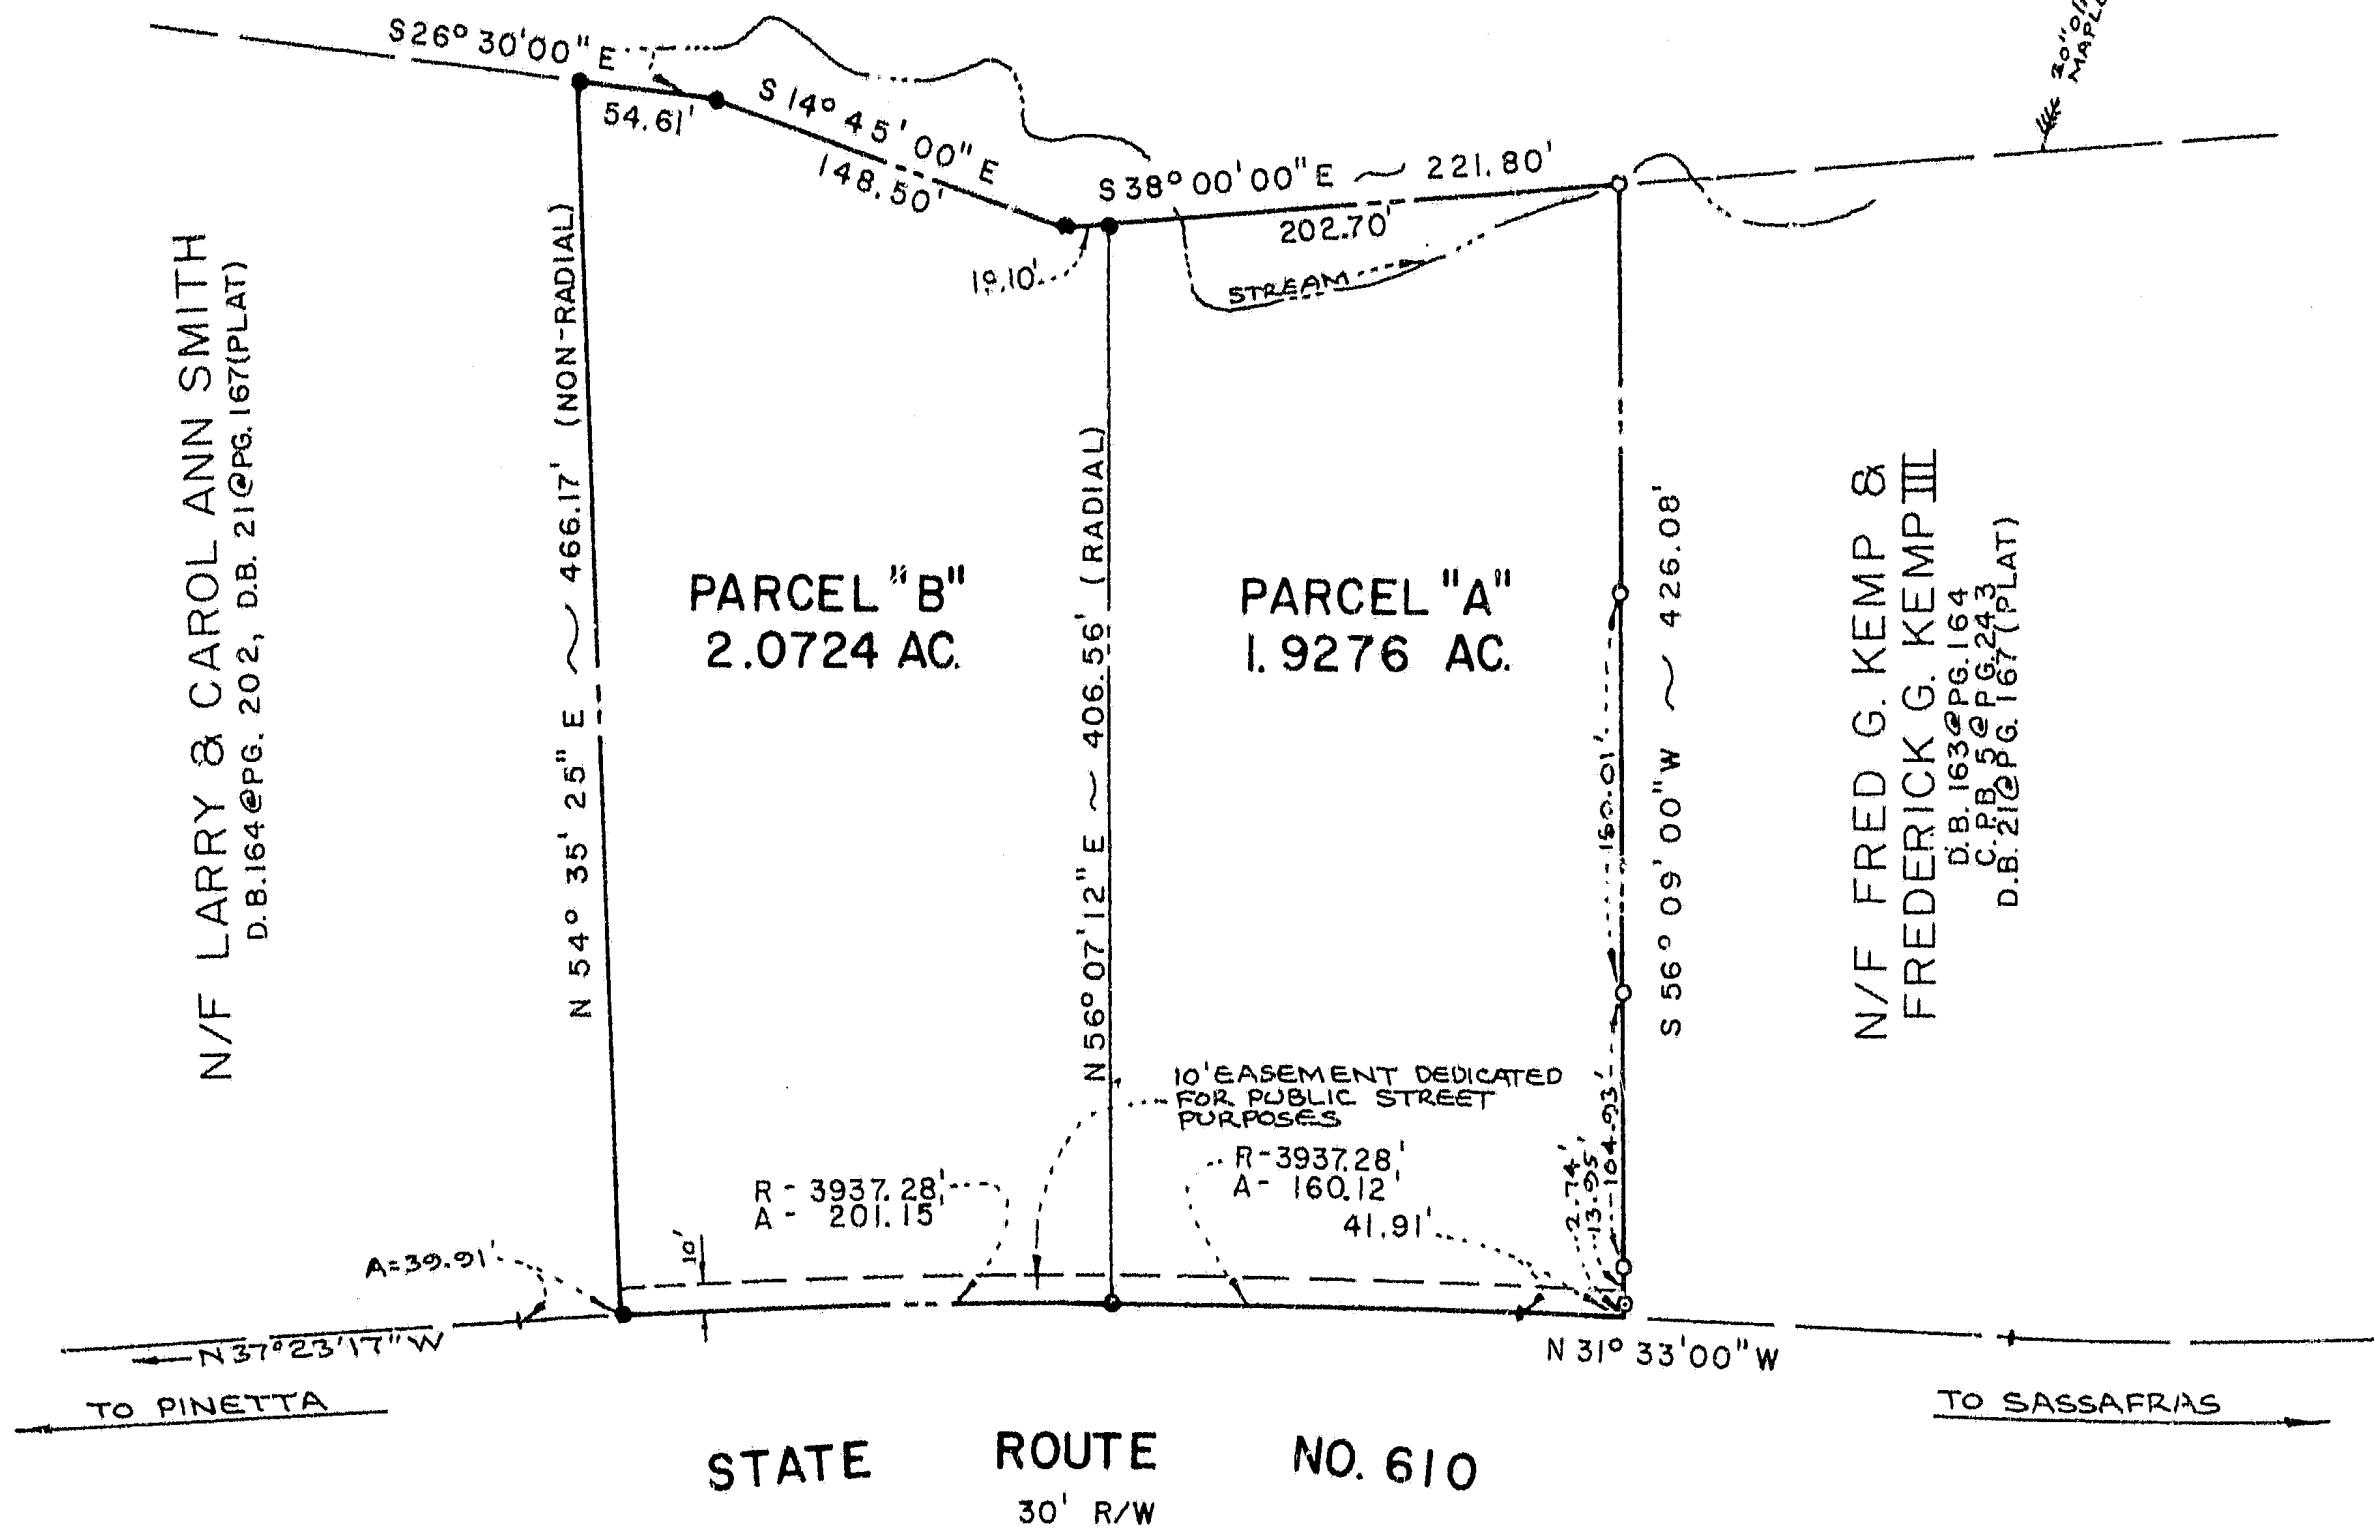 S 26° 30' 00" E
54.61'
S 14° 45' 00" E
148.50'
S 38° 00' 00" E ~ 221.80'
202.70'
19.10'
STREAM
20"
MAPLE
N/F LARRY & CAROL ANN SMITH
D.B. 164 @ PG. 202, D.B. 21 @ PG. 167 (PLAT)
N 54° 35' 25" E ~ 466.17' (NON-RADIAL)
PARCEL "B"
2.0724 AC.
N 56° 07' 12" E ~ 406.56' (RADIAL)
PARCEL "A"
1.9276 AC.
150.01'
S 56° 09' 00" W ~ 426.08'
N/F FRED G. KEMP &
FREDERICK G. KEMP III
D.B. 163 @ PG. 164
C.P.B. 5 @ PG. 243
D.B. 21 @ PG. 167 (PLAT)
10' EASEMENT DEDICATED
FOR PUBLIC STREET
PURPOSES
R - 3937.28'
A - 201.15'
R - 3937.28'
A - 160.12'
41.91'
2.74'
13.95'
104.93'
10'
A = 39.91'
N 37° 23' 17" W
N 31° 33' 00" W
TO PINETTA
TO SASSAFRAS
STATE ROUTE NO. 610
30' R/W